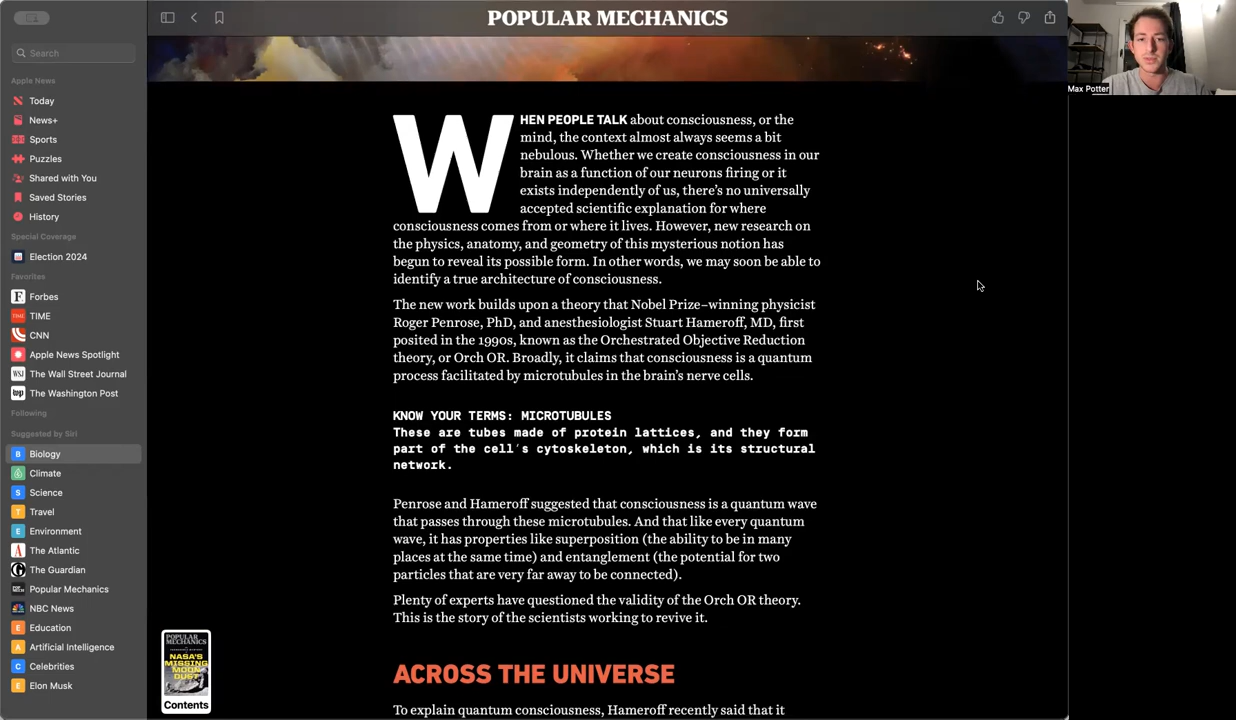 POPULAR MECHANICS
Max Potter
Search
Apple News
Today
News+
Sports
Puzzles
Shared with You
Saved Stories
History
Special Coverage
Election 2024
Favorites
F Forbes
TIME TIME
CNN
Apple News Spotlight
WSJ The Wall Street Journal
wp The Washington Post
Following
Suggested by Siri
B Biology
Climate
S Science
T Travel
E Environment
A The Atlantic
G The Guardian
Popular Mechanics
NBC News
E Education
A Artificial Intelligence
C Celebrities
E Elon Musk
WHEN PEOPLE TALK about consciousness, or the
mind, the context almost always seems a bit
nebulous. Whether we create consciousness in our
brain as a function of our neurons firing or it
exists independently of us, there's no universally
accepted scientific explanation for where
consciousness comes from or where it lives. However, new research on
the physics, anatomy, and geometry of this mysterious notion has
begun to reveal its possible form. In other words, we may soon be able to
identify a true architecture of consciousness.
The new work builds upon a theory that Nobel Prize–winning physicist
Roger Penrose, PhD, and anesthesiologist Stuart Hameroff, MD, first
posited in the 1990s, known as the Orchestrated Objective Reduction
theory, or Orch OR. Broadly, it claims that consciousness is a quantum
process facilitated by microtubules in the brain's nerve cells.
KNOW YOUR TERMS: MICROTUBULES
These are tubes made of protein lattices, and they form
part of the cell's cytoskeleton, which is its structural
network.
Penrose and Hameroff suggested that consciousness is a quantum wave
that passes through these microtubules. And that like every quantum
wave, it has properties like superposition (the ability to be in many
places at the same time) and entanglement (the potential for two
particles that are very far away to be connected).
Plenty of experts have questioned the validity of the Orch OR theory.
This is the story of the scientists working to revive it.
ACROSS THE UNIVERSE
To explain quantum consciousness, Hameroff recently said that it
POPULAR MECHANICS
NASA'S
MISSING
MOON
DUST
Contents